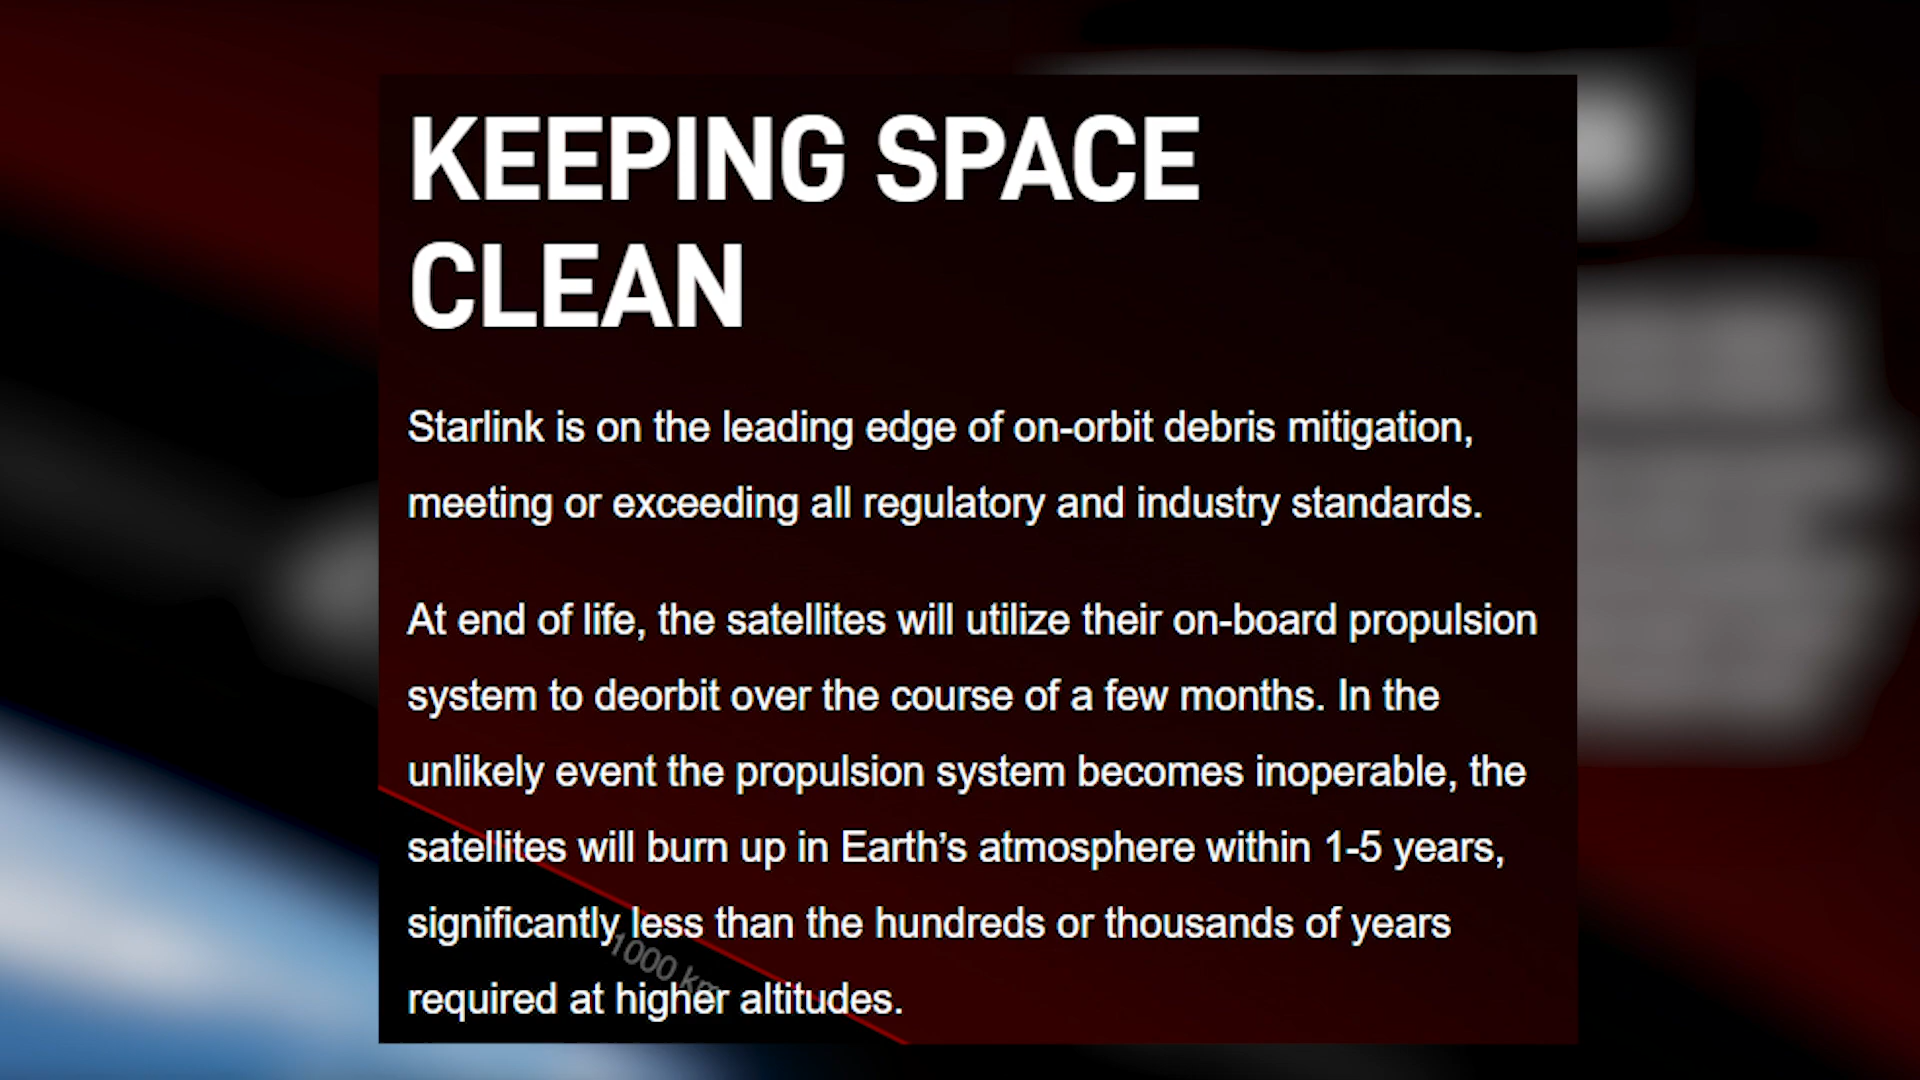 KEEPING SPACE
CLEAN
Starlink is on the leading edge of on-orbit debris mitigation,
meeting or exceeding all regulatory and industry standards.
At end of life, the satellites will utilize their on-board propulsion
system to deorbit over the course of a few months. In the
unlikely event the propulsion system becomes inoperable, the
satellites will burn up in Earth’s atmosphere within 1-5 years,
significantly less than the hundreds or thousands of years
1000 km
required at higher altitudes.